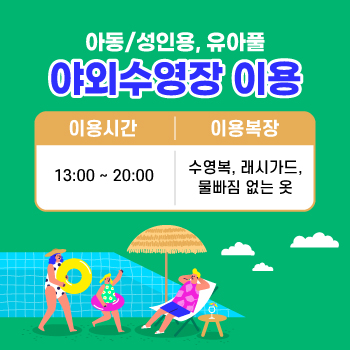 아동/성인용, 유아풀
야외수영장 이용
이용시간
이용복장
13:00 ~ 20:00
수영복, 래시가드,
물빠짐 없는 옷